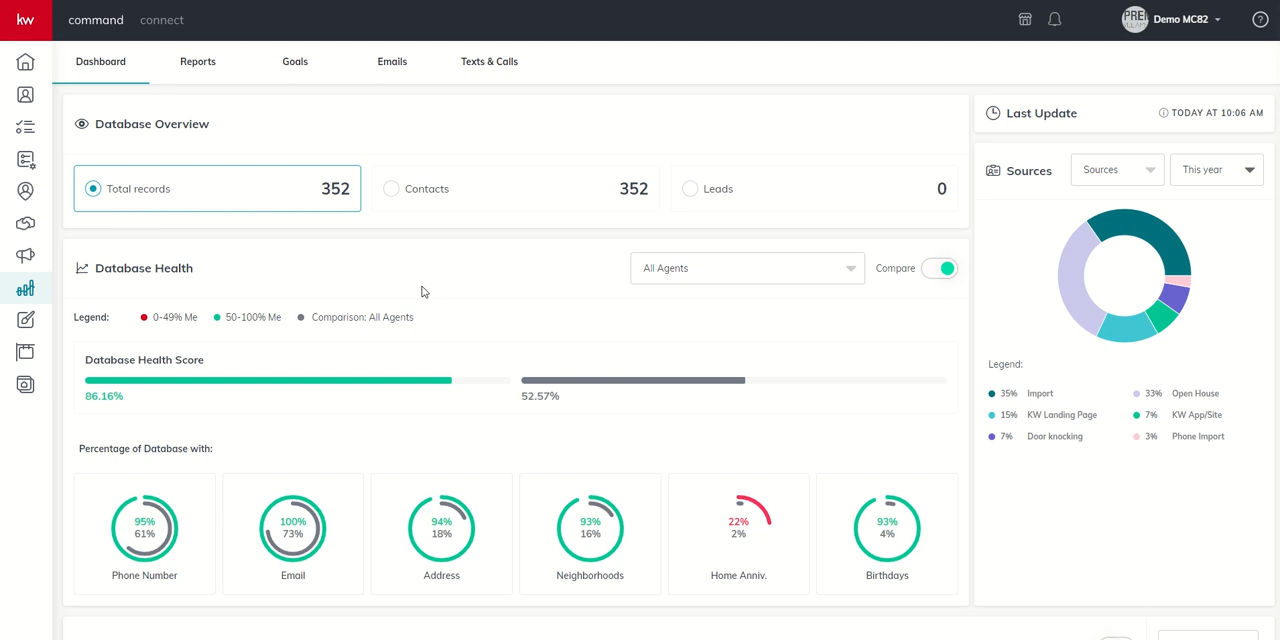 kw command connect Demo MC82 ?
Dashboard Reports Goals Emails Texts & Calls
Database Overview
Total records 352 Contacts 352 Leads 0
Database Health All Agents Compare
Legend: 0-49% Me 50-100% Me Comparison: All Agents
Database Health Score
86.16% 52.57%
Percentage of Database with:
95% 100% 94% 93% 22% 93%
61% 73% 18% 16% 2% 4%
Phone Number Email Address Neighborhoods Home Anniv. Birthdays
Last Update TODAY AT 10:06 AM
Sources Sources This year
Legend:
35% Import 33% Open House
15% KW Landing Page 7% KW App/Site
7% Door knocking 3% Phone Import